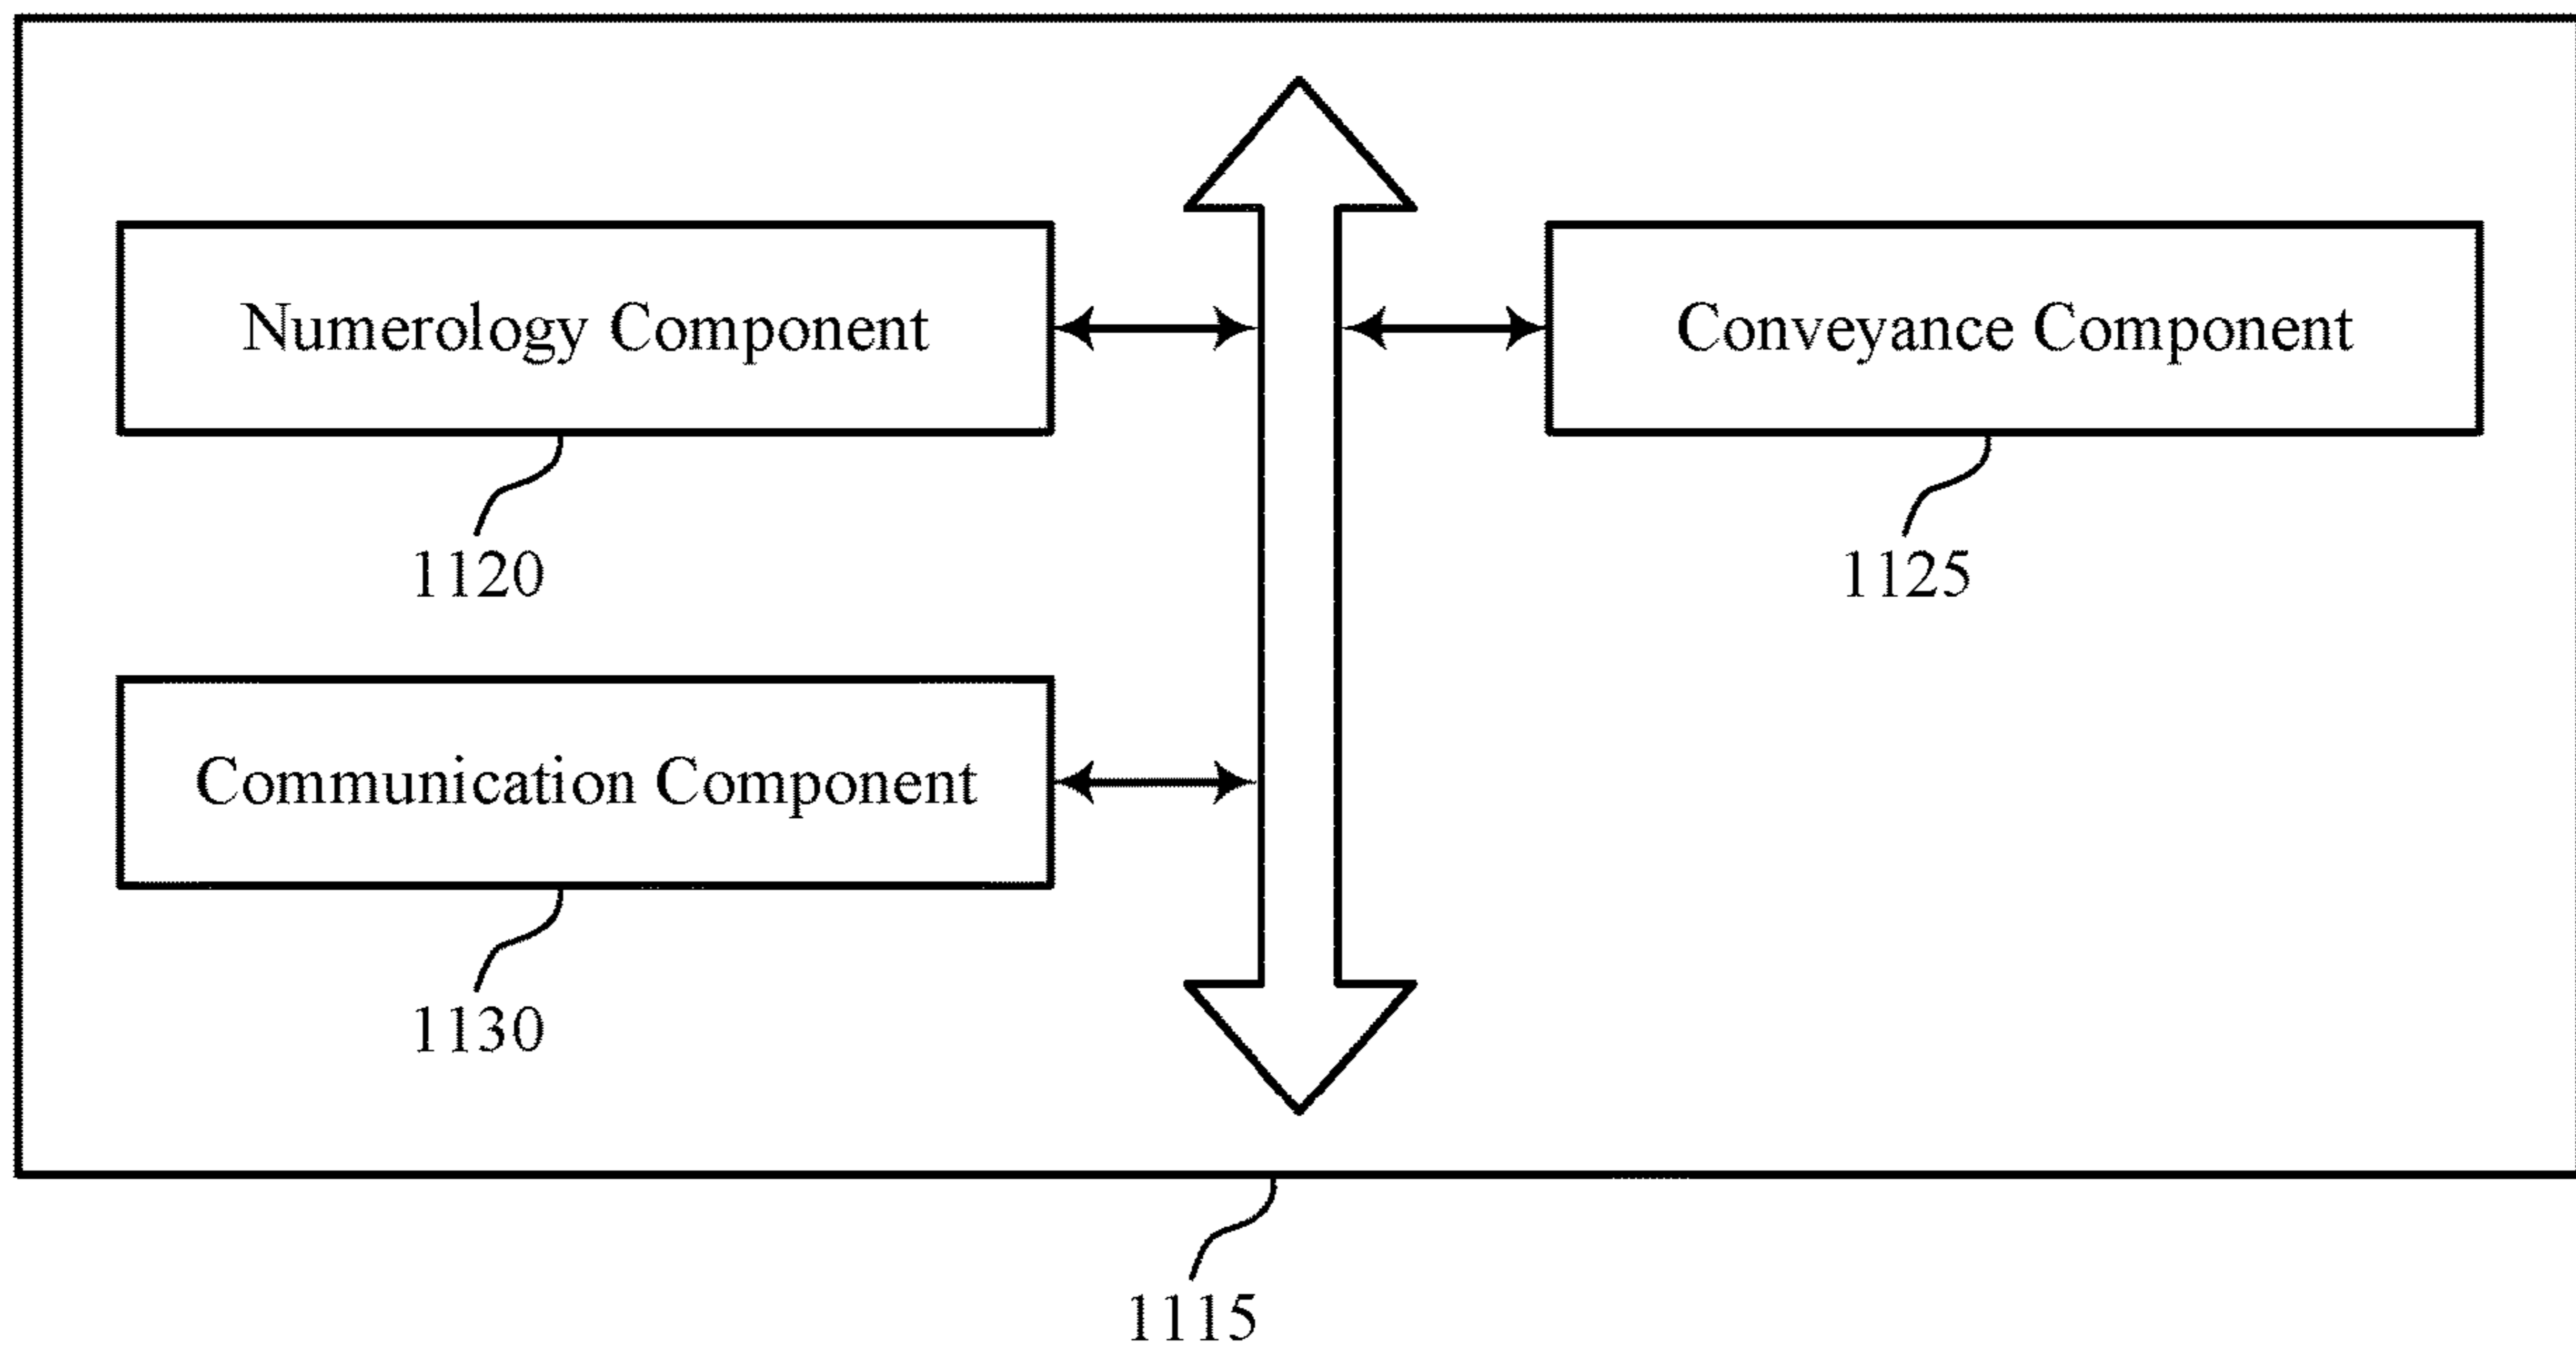 Numerology Component
Conveyance Component
1120
1125
Communication Component
1130
1115